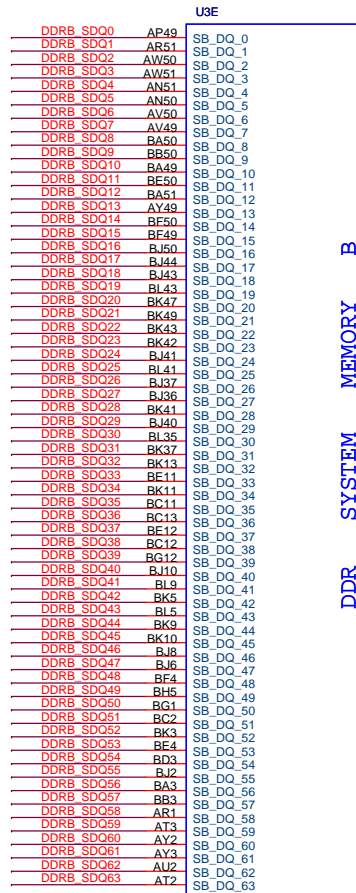 U3E
DDRB_SDQ0 AP49 SB_DQ_0
DDRB_SDQ1 AR51 SB_DQ_1
DDRB_SDQ2 AW50 SB_DQ_2
DDRB_SDQ3 AW51 SB_DQ_3
DDRB_SDQ4 AN51 SB_DQ_4
DDRB_SDQ5 AN50 SB_DQ_5
DDRB_SDQ6 AV50 SB_DQ_6
DDRB_SDQ7 AV49 SB_DQ_7
DDRB_SDQ8 BA50 SB_DQ_8
DDRB_SDQ9 BB50 SB_DQ_9
DDRB_SDQ10 BA49 SB_DQ_10
DDRB_SDQ11 BE50 SB_DQ_11
DDRB_SDQ12 BA51 SB_DQ_12
DDRB_SDQ13 AY49 SB_DQ_13
DDRB_SDQ14 BF50 SB_DQ_14
DDRB_SDQ15 BF49 SB_DQ_15
DDRB_SDQ16 BJ50 SB_DQ_16
DDRB_SDQ17 BJ44 SB_DQ_17
DDRB_SDQ18 BJ43 SB_DQ_18
DDRB_SDQ19 BL43 SB_DQ_19
DDRB_SDQ20 BK47 SB_DQ_20
DDRB_SDQ21 BK49 SB_DQ_21
DDRB_SDQ22 BK43 SB_DQ_22
DDRB_SDQ23 BK42 SB_DQ_23
DDRB_SDQ24 BJ41 SB_DQ_24
DDRB_SDQ25 BL41 SB_DQ_25
DDRB_SDQ26 BJ37 SB_DQ_26
DDRB_SDQ27 BJ36 SB_DQ_27
DDRB_SDQ28 BK41 SB_DQ_28
DDRB_SDQ29 BJ40 SB_DQ_29
DDRB_SDQ30 BL35 SB_DQ_30
DDRB_SDQ31 BK37 SB_DQ_31
DDRB_SDQ32 BK13 SB_DQ_32
DDRB_SDQ33 BE11 SB_DQ_33
DDRB_SDQ34 BK11 SB_DQ_34
DDRB_SDQ35 BC11 SB_DQ_35
DDRB_SDQ36 BC13 SB_DQ_36
DDRB_SDQ37 BE12 SB_DQ_37
DDRB_SDQ38 BC12 SB_DQ_38
DDRB_SDQ39 BG12 SB_DQ_39
DDRB_SDQ40 BJ10 SB_DQ_40
DDRB_SDQ41 BL9 SB_DQ_41
DDRB_SDQ42 BK5 SB_DQ_42
DDRB_SDQ43 BL5 SB_DQ_43
DDRB_SDQ44 BK9 SB_DQ_44
DDRB_SDQ45 BK10 SB_DQ_45
DDRB_SDQ46 BJ8 SB_DQ_46
DDRB_SDQ47 BJ6 SB_DQ_47
DDRB_SDQ48 BF4 SB_DQ_48
DDRB_SDQ49 BH5 SB_DQ_49
DDRB_SDQ50 BG1 SB_DQ_50
DDRB_SDQ51 BC2 SB_DQ_51
DDRB_SDQ52 BK3 SB_DQ_52
DDRB_SDQ53 BE4 SB_DQ_53
DDRB_SDQ54 BD3 SB_DQ_54
DDRB_SDQ55 BJ2 SB_DQ_55
DDRB_SDQ56 BA3 SB_DQ_56
DDRB_SDQ57 BB3 SB_DQ_57
DDRB_SDQ58 AR1 SB_DQ_58
DDRB_SDQ59 AT3 SB_DQ_59
DDRB_SDQ60 AY2 SB_DQ_60
DDRB_SDQ61 AY3 SB_DQ_61
DDRB_SDQ62 AU2 SB_DQ_62
DDRB_SDQ63 AT2 SB_DQ_63
DDR SYSTEM MEMORY B